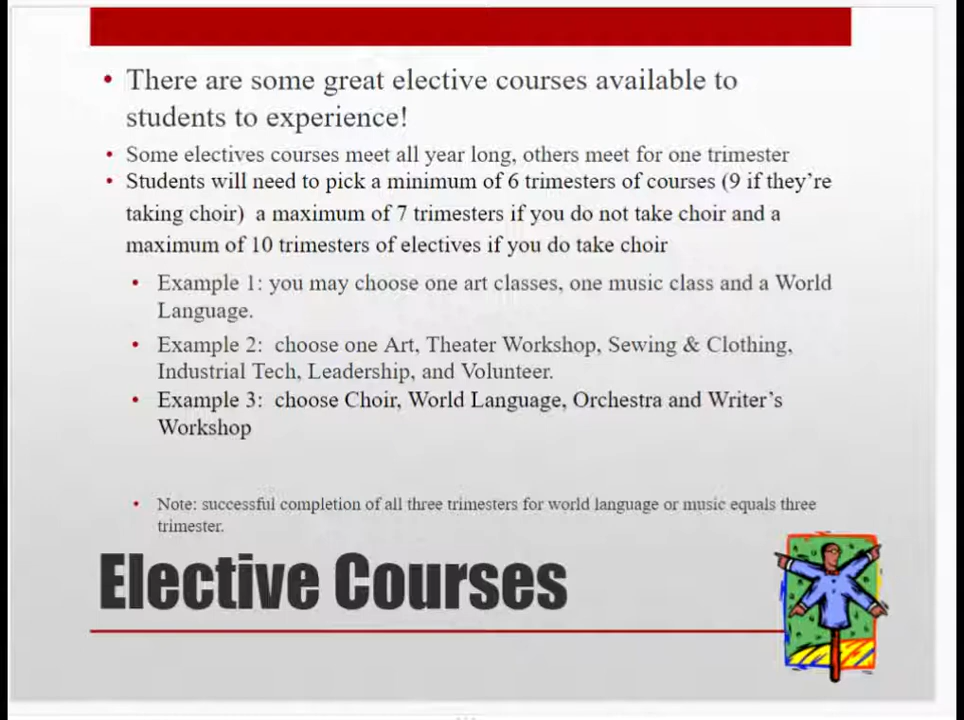 • There are some great elective courses available to
students to experience!
• Some electives courses meet all year long, others meet for one trimester
• Students will need to pick a minimum of 6 trimesters of courses (9 if they're
taking choir)  a maximum of 7 trimesters if you do not take choir and a
maximum of 10 trimesters of electives if you do take choir
• Example 1: you may choose one art classes, one music class and a World
Language.
• Example 2:  choose one Art, Theater Workshop, Sewing & Clothing,
Industrial Tech, Leadership, and Volunteer.
• Example 3:  choose Choir, World Language, Orchestra and Writer's
Workshop
• Note: successful completion of all three trimesters for world language or music equals three
trimester.
Elective Courses